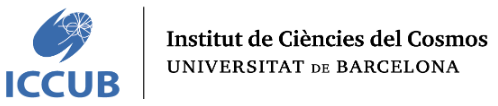 ICCUB
Institut de Ciències del Cosmos
UNIVERSITAT DE BARCELONA